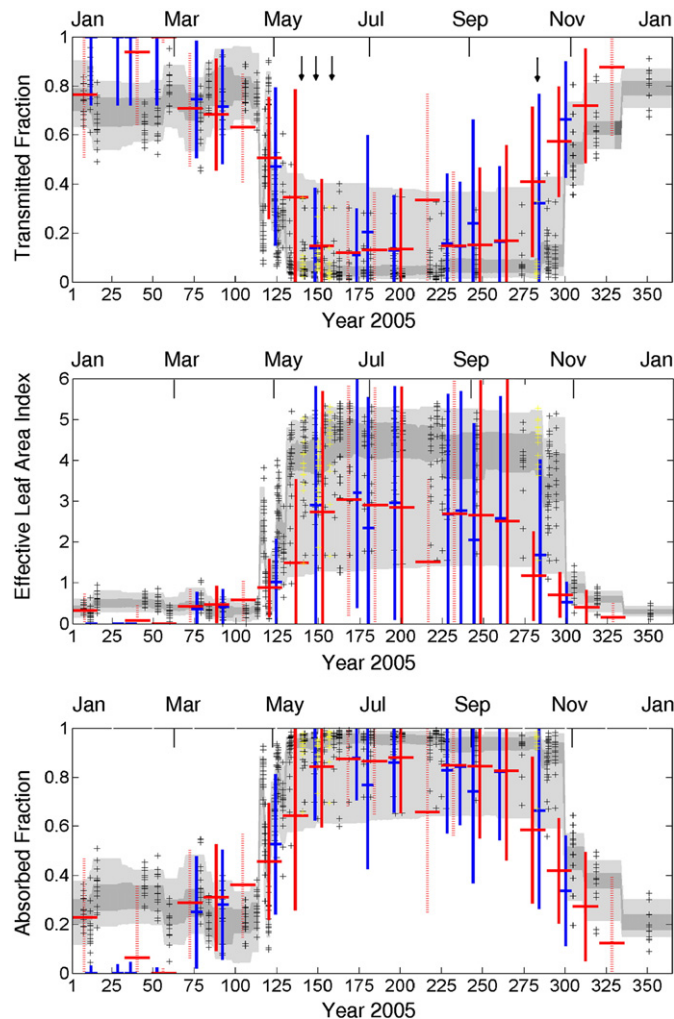 Jan Mar May Jul Sep Nov Jan
Transmitted Fraction
1
0.8
0.6
0.4
0.2
0
1 25 50 75 100 125 150 175 200 225 250 275 300 325
Year 2005
Jan Mar May Jul Sep Nov Jan
Effective Leaf Area Index
6
5
4
3
2
1
0
1 25 50 75 100 125 150 175 200 225 250 275 300 325
Year 2005
Jan Mar May Jul Sep Nov Jan
Absorbed Fraction
1
0.8
0.6
0.4
0.2
0
1 25 50 75 100 125 150 175 200 225 250 275 300 325
Year 2005